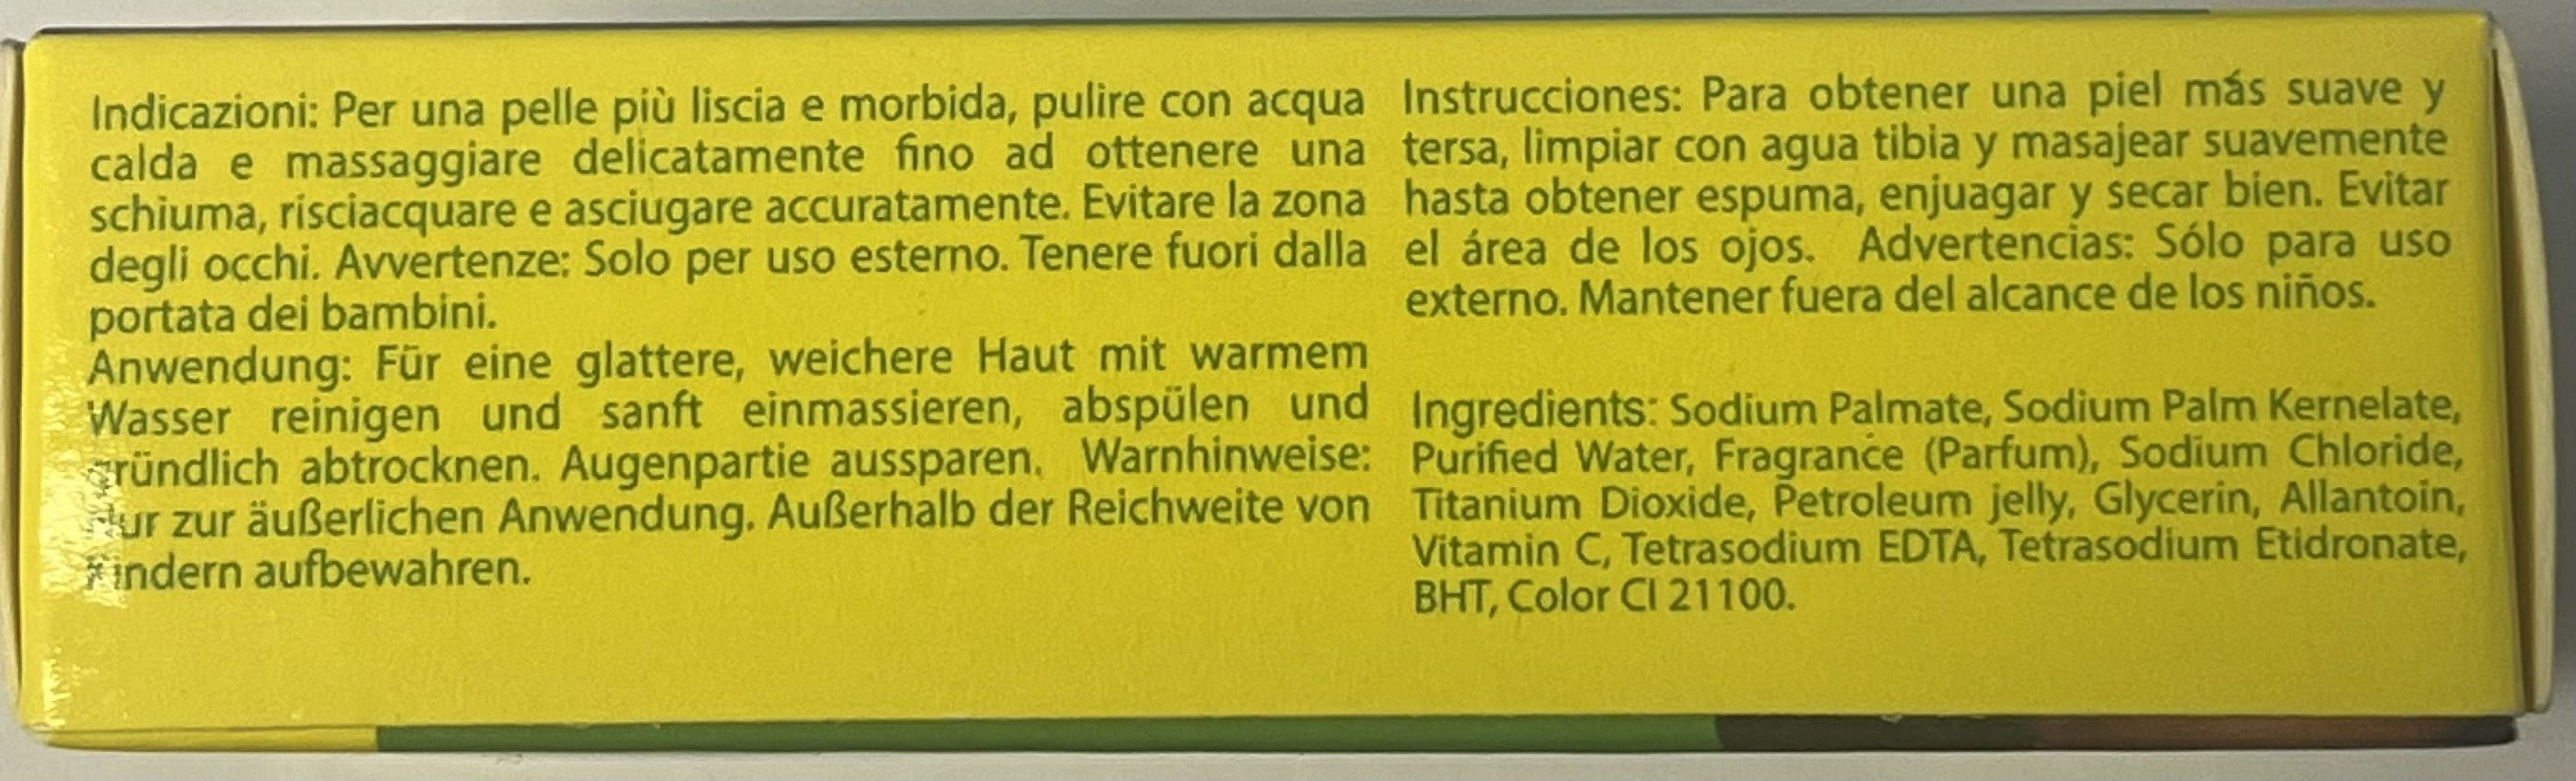 Indicazioni: Per una pelle più liscia e morbida, pulire con acqua
calda e massaggiare delicatamente fino ad ottenere una
schiuma, risciacquare e asciugare accuratamente. Evitare la zona
degli occhi. Avvertenze: Solo per uso esterno. Tenere fuori dalla
portata dei bambini.
Anwendung: Für eine glattere, weichere Haut mit warmem
Wasser reinigen und sanft einmassieren, abspülen und
gründlich abtrocknen. Augenpartie aussparen. Warnhinweise:
Nur zur äußerlichen Anwendung. Außerhalb der Reichweite von
Kindern aufbewahren.
Instrucciones: Para obtener una piel más suave y
tersa, limpiar con agua tibia y masajear suavemente
hasta obtener espuma, enjuagar y secar bien. Evitar
el área de los ojos. Advertencias: Sólo para uso
externo. Mantener fuera del alcance de los niños.
Ingredients: Sodium Palmate, Sodium Palm Kernelate,
Purified Water, Fragrance (Parfum), Sodium Chloride,
Titanium Dioxide, Petroleum jelly, Glycerin, Allantoin,
Vitamin C, Tetrasodium EDTA, Tetrasodium Etidronate,
BHT, Color CI 21100.